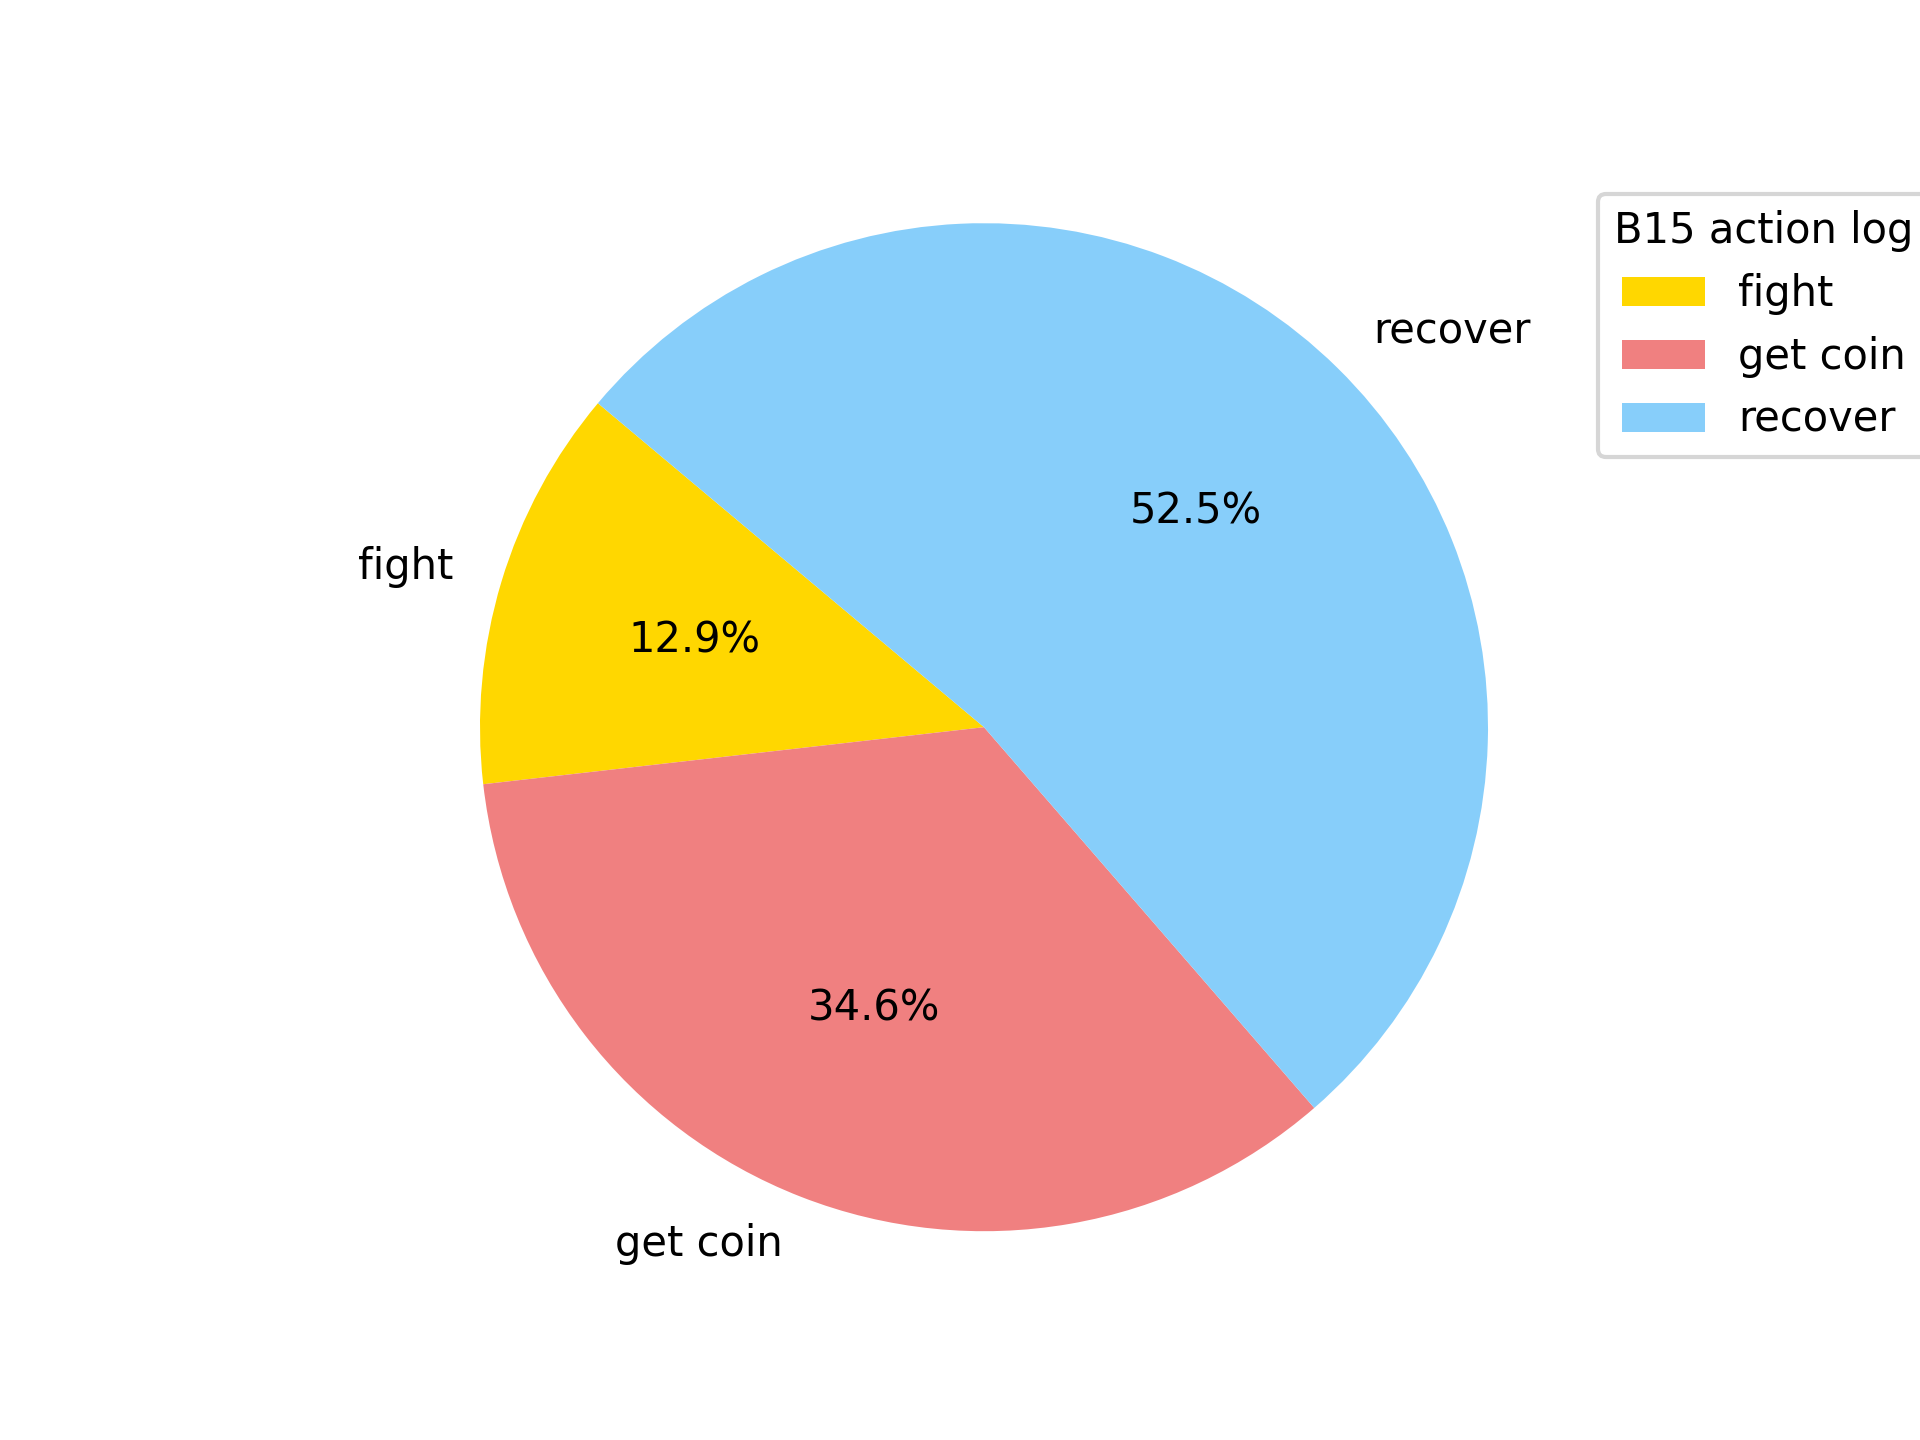 B15 action log
fight
get coin
recover
recover
52.5%
fight
12.9%
34.6%
get coin